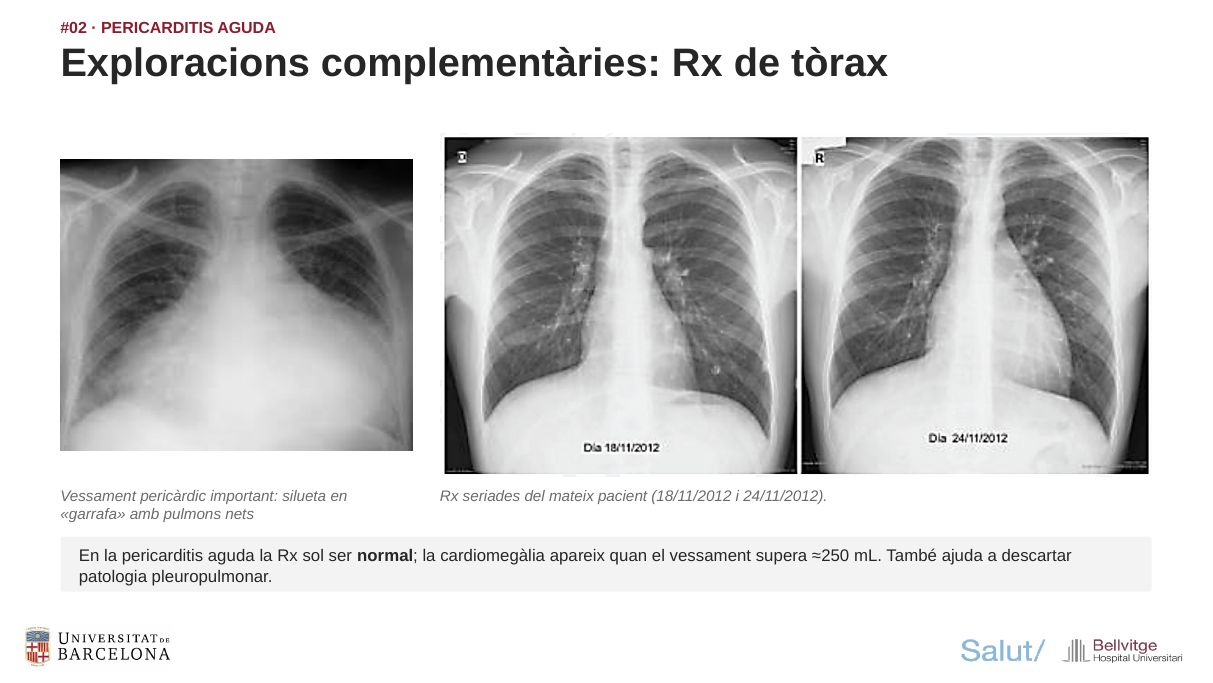 #02 · PERICARDITIS AGUDA
Exploracions complementàries: Rx de tòrax
D
R
Día 18/11/2012
Día 24/11/2012
Vessament pericàrdic important: silueta en
«garrafa» amb pulmons nets
Rx seriades del mateix pacient (18/11/2012 i 24/11/2012).
En la pericarditis aguda la Rx sol ser normal; la cardiomegàlia apareix quan el vessament supera ≈250 mL. També ajuda a descartar
patologia pleuropulmonar.
UNIVERSITAT DE
BARCELONA
Salut/
Bellvitge
Hospital Universitari